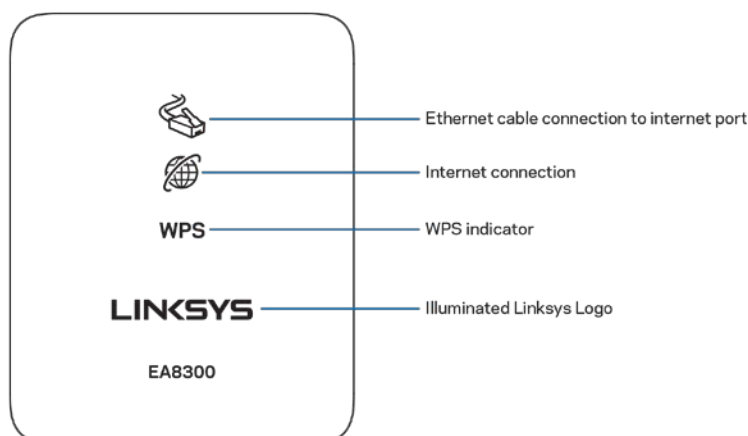 Ethernet cable connection to internet port
Internet connection
WPS
WPS indicator
LINKSYS
Illuminated Linksys Logo
EA8300